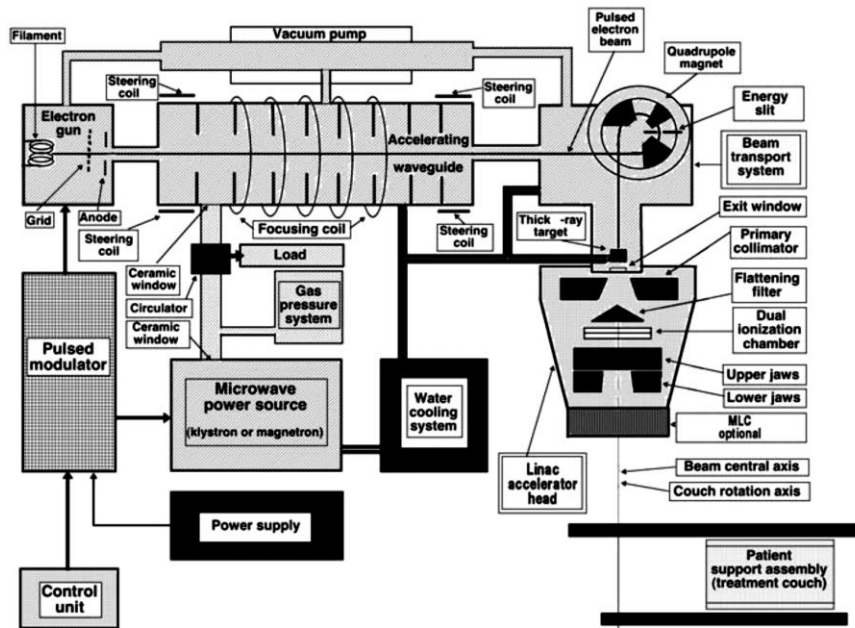 Filament
Vacuum pump
Pulsed
electron
beam
Quadrupole
magnet
Steering
coil
Steering
coil
Energy
slit
Electron
gun
Accelerating
waveguide
Beam
transport
system
Grid
Anode
Steering
coil
Focusing coil
Steering
coil
Thick -ray
target
Exit window
Primary
collimator
Ceramic
window
Load
Circulator
Gas
pressure
system
Ceramic
window
Flattening
filter
Dual
ionization
chamber
Pulsed
modulator
Microwave
power source
(klystron or magnetron)
Water
cooling
system
Upper jaws
Lower jaws
MLC
optional
Linac
accelerator
head
Beam central axis
Couch rotation axis
Power supply
Control
unit
Patient
support assembly
(treatment couch)